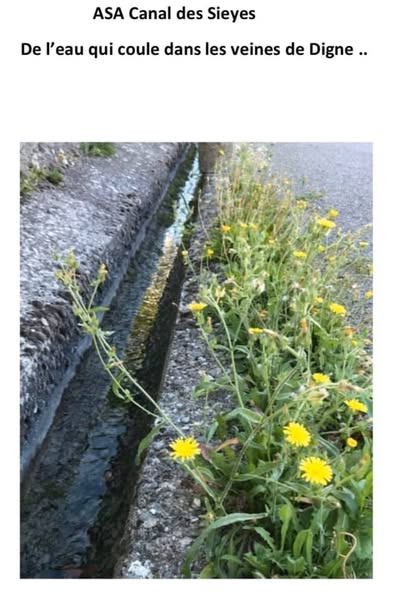 ASA Canal des Sieyes
De l’eau qui coule dans les veines de Digne ..